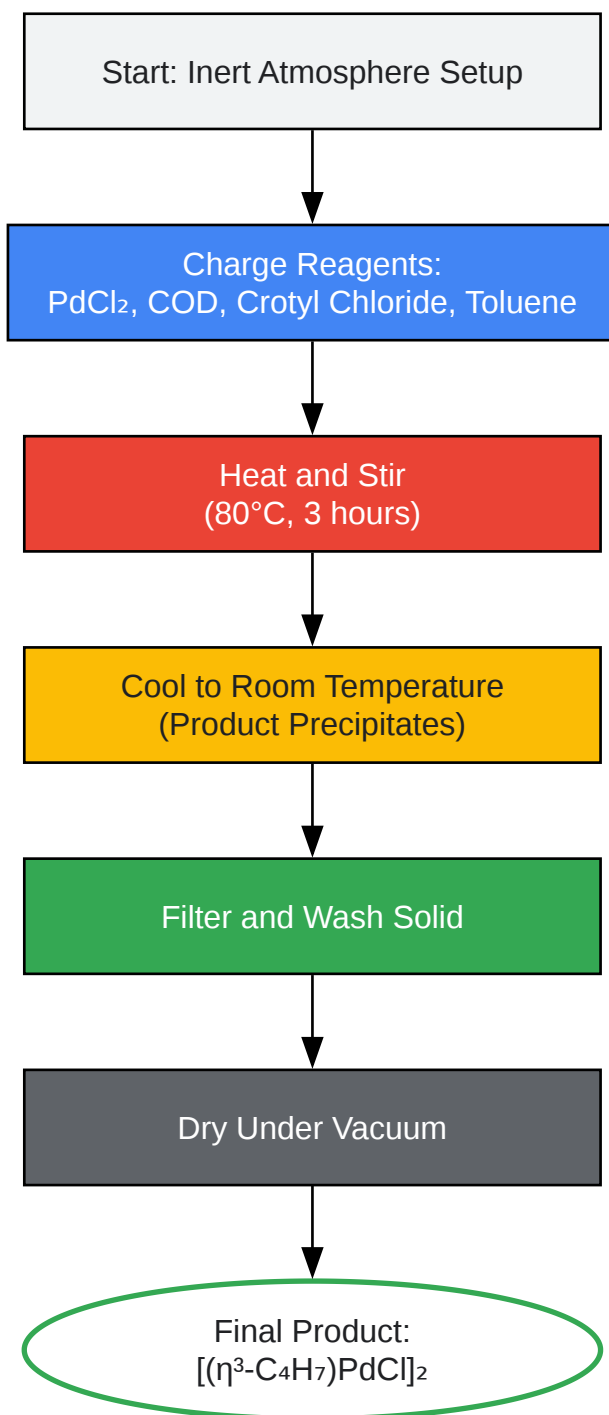 Start: Inert Atmosphere Setup
Charge Reagents:
PdCl₂, COD, Crotyl Chloride, Toluene
Heat and Stir
(80°C, 3 hours)
Cool to Room Temperature
(Product Precipitates)
Filter and Wash Solid
Dry Under Vacuum
Final Product:
[(η³-C₄H₇)PdCl]₂